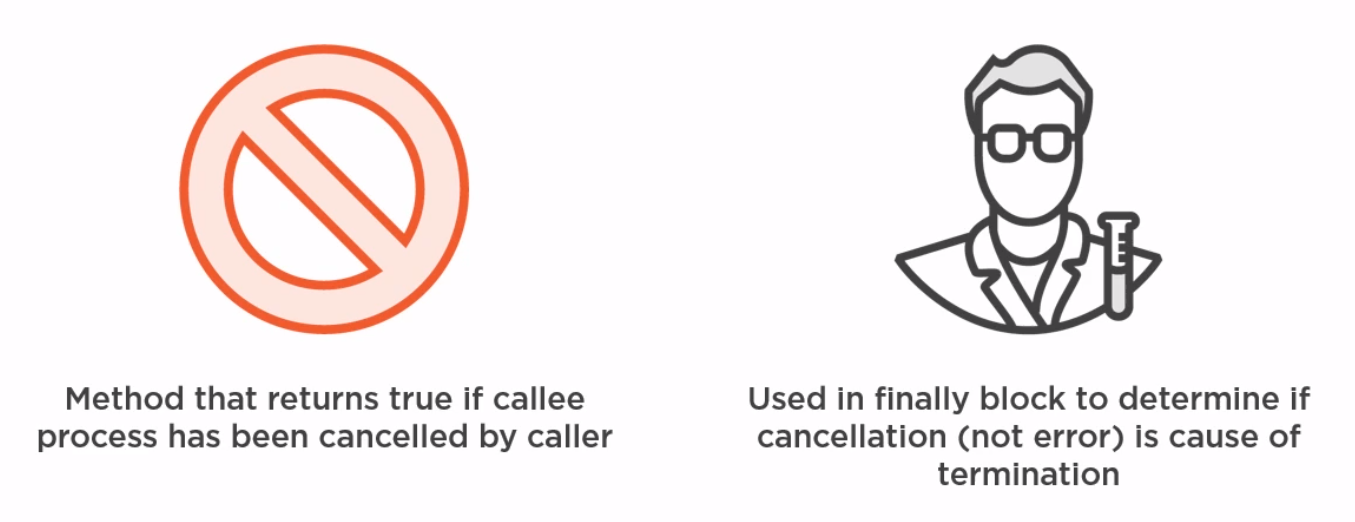 Method that returns true if callee
process has been cancelled by caller
Used in finally block to determine if
cancellation (not error) is cause of
termination